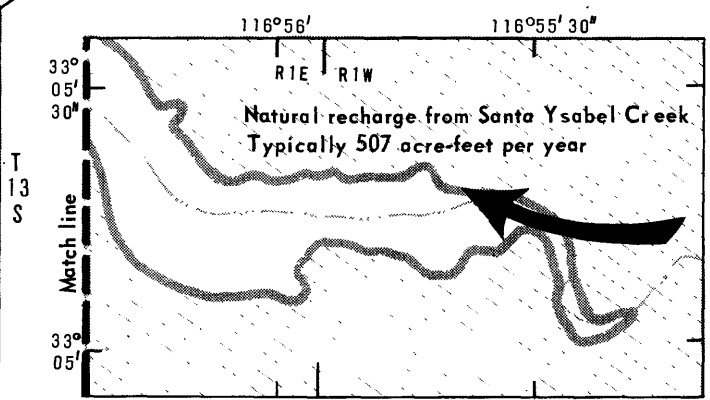 116°56' 116°55'30"
33°
05'
30"
R1E R1W
Natural recharge from Santa Ysabel Creek
Typically 507 acre-feet per year
T
13
S
Match line
33°
05'